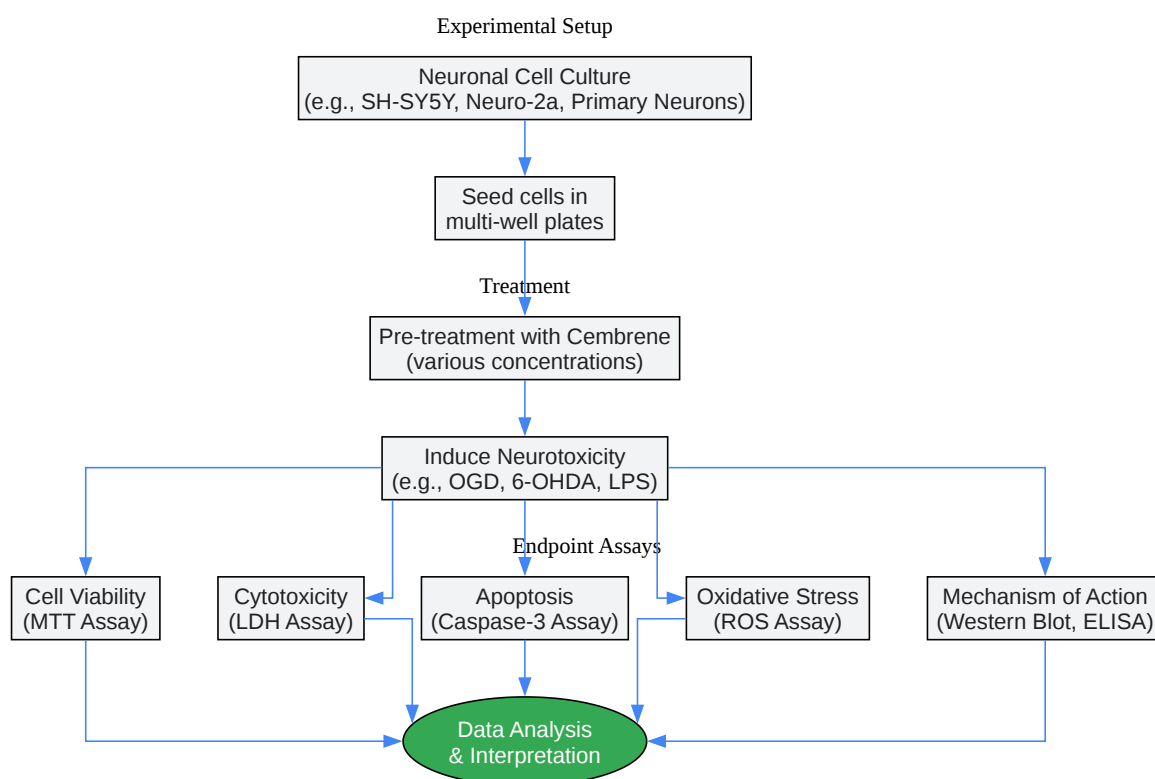 Experimental Setup
Neuronal Cell Culture
(e.g., SH-SY5Y, Neuro-2a, Primary Neurons)
Seed cells in
multi-well plates
Treatment
Pre-treatment with Cembrene
(various concentrations)
Induce Neurotoxicity
(e.g., OGD, 6-OHDA, LPS)
Endpoint Assays
Cell Viability
(MTT Assay)
Cytotoxicity
(LDH Assay)
Apoptosis
(Caspase-3 Assay)
Oxidative Stress
(ROS Assay)
Mechanism of Action
(Western Blot, ELISA)
Data Analysis
& Interpretation